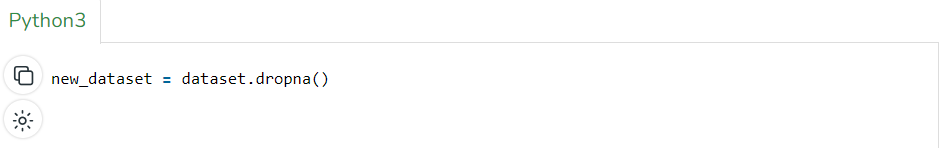 Python3
new_dataset = dataset.dropna()